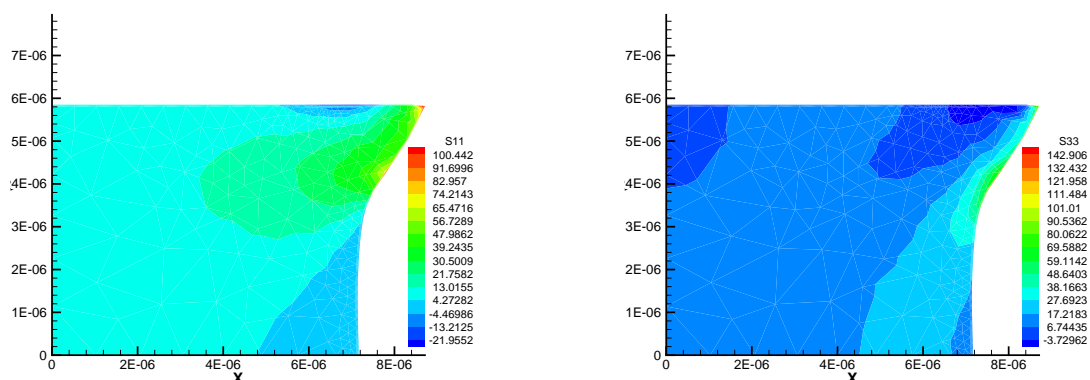 7E-06
6E-06
5E-06
4E-06
3E-06
2E-06
1E-06
0
0
2E-06
4E-06
6E-06
8E-06
X
S11
100.442
91.6996
82.957
74.2143
65.4716
56.7289
47.9862
39.2435
30.5009
21.7582
13.0155
4.27282
-4.46986
-13.2125
-21.9552
7E-06
6E-06
5E-06
4E-06
3E-06
2E-06
1E-06
0
0
2E-06
4E-06
6E-06
8E-06
X
S33
142.906
132.432
121.958
111.484
101.01
90.5362
80.0622
69.5882
59.1142
48.6403
38.1663
27.6923
17.2183
6.74435
-3.72962